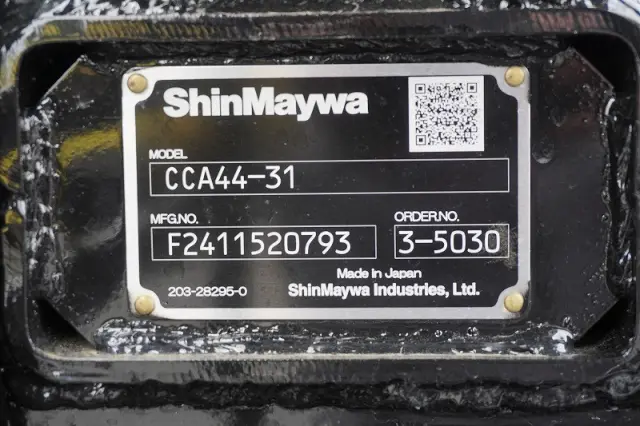 ShinMaywa
MODEL
CCA44-31
MFG.NO. ORDER.NO.
F2411520793 3-5030
Made in Japan
203-28295-0 ShinMaywa Industries, Ltd.